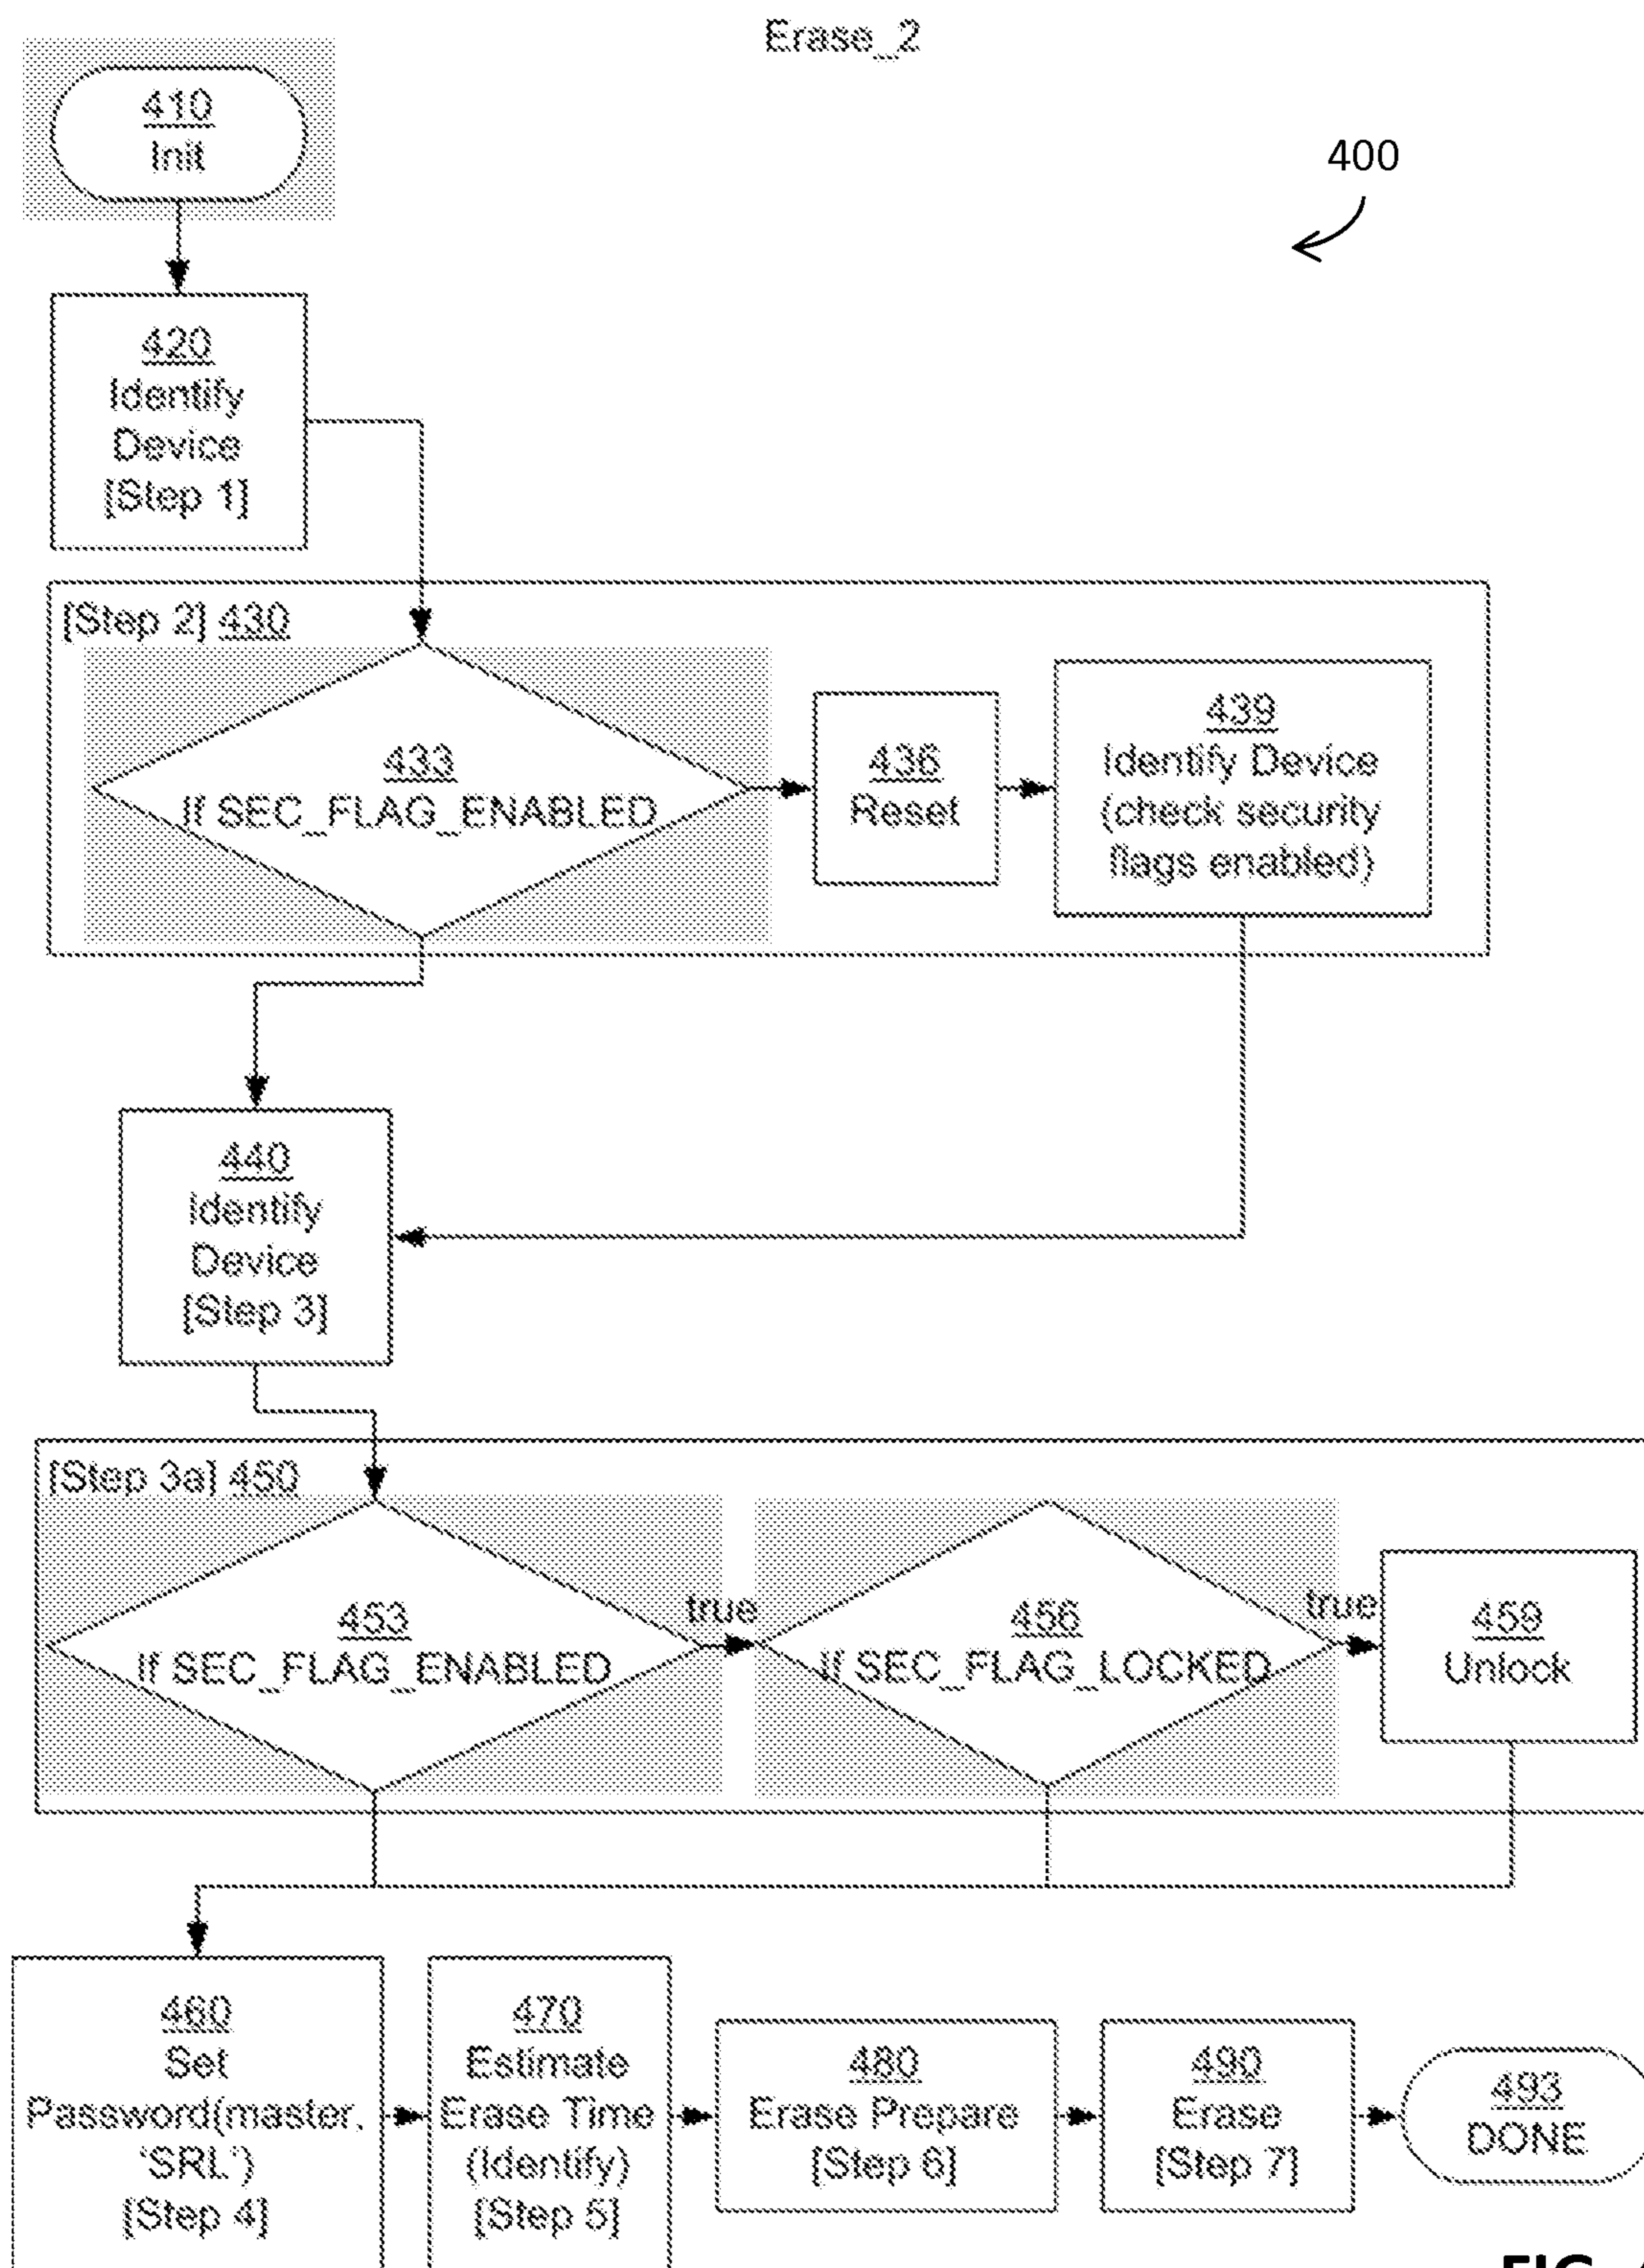 Erase_2
410
Init
400
420
Identify
Device
[Step 1]
[Step 2] 430
433
If SEC_FLAG_ENABLED
436
Reset
439
Identify Device
(check security
flags enabled)
440
Identify
Device
[Step 3]
[Step 3a] 450
453
If SEC_FLAG_ENABLED
true
456
If SEC_FLAG_LOCKED
true
459
Unlock
460
Set
Password(master,
'SRL')
[Step 4]
470
Estimate
Erase Time
(Identify)
[Step 5]
480
Erase Prepare
[Step 6]
490
Erase
[Step 7]
493
DONE